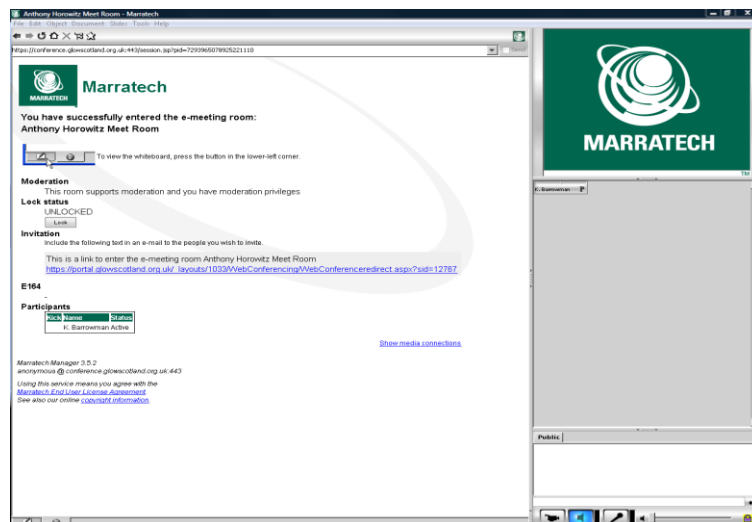 Anthony Horowitz Meet Room - Marratech
File Edit Object Document Slides Tools Help
https://conference.glowscotland.org.uk:443/session.jsp?pid=7293965078925221110
MARRATECH
Marratech
You have successfully entered the e-meeting room:
Anthony Horowitz Meet Room
To view the whiteboard, press the button in the lower-left corner.
Moderation
This room supports moderation and you have moderation privileges
Lock status
UNLOCKED
Lock
Invitation
Include the following text in an e-mail to the people you wish to invite.
This is a link to enter the e-meeting room Anthony Horowitz Meet Room
https://portal.glowscotland.org.uk/_layouts/1033/WebConferencing/WebConferenceredirect.aspx?sid=12767
E164
-
Participants
Kick Name Status
K. Barrowman Active
Show media connections
Marratech Manager 3.5.2
anonymous @ conference.glowscotland.org.uk:443
Using this service means you agree with the
Marratech End User License Agreement.
See also our online copyright information.
MARRATECH
TM
K. Barrowman
Public